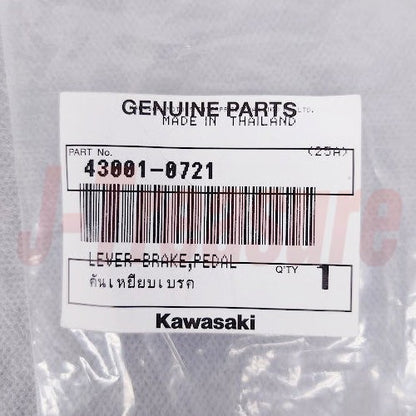 GENUINE PARTS
MADE IN THAILAND
PART No.
(25A)
43001-0721
LEVER-BRAKE,PEDAL
Q'TY 1
คันเหยียบเบรค
Kawasaki